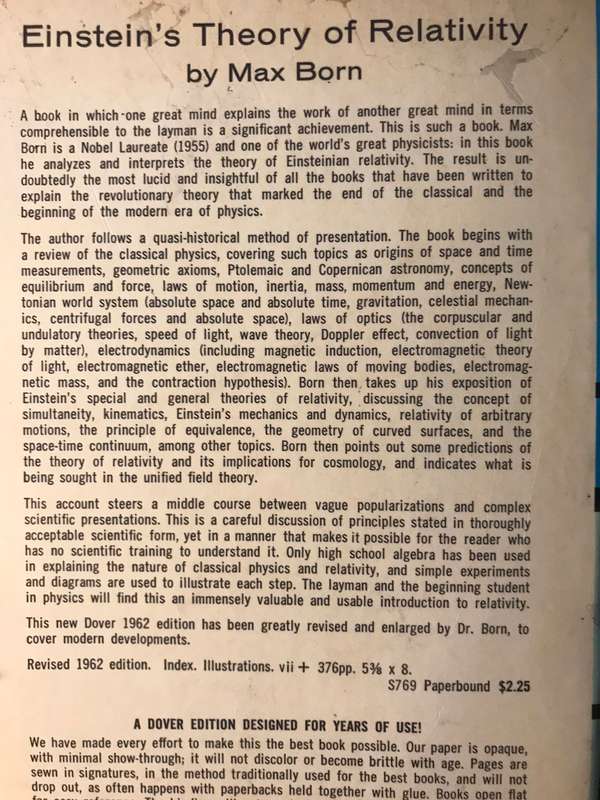 Einstein's Theory of Relativity
by Max Born
A book in which one great mind explains the work of another great mind in terms
comprehensible to the layman is a significant achievement. This is such a book. Max
Born is a Nobel Laureate (1955) and one of the world's great physicists: in this book
he analyzes and interprets the theory of Einsteinian relativity. The result is un-
doubtedly the most lucid and insightful of all the books that have been written to
explain the revolutionary theory that marked the end of the classical and the
beginning of the modern era of physics.
The author follows a quasi-historical method of presentation. The book begins with
a review of the classical physics, covering such topics as origins of space and time
measurements, geometric axioms, Ptolemaic and Copernican astronomy, concepts of
equilibrium and force, laws of motion, inertia, mass, momentum and energy, New-
tonian world system (absolute space and absolute time, gravitation, celestial mechan-
ics, centrifugal forces and absolute space), laws of optics (the corpuscular and
undulatory theories, speed of light, wave theory, Doppler effect, convection of light
by matter), electrodynamics (including magnetic induction, electromagnetic theory
of light, electromagnetic ether, electromagnetic laws of moving bodies, electromag-
netic mass, and the contraction hypothesis). Born then takes up his exposition of
Einstein's special and general theories of relativity, discussing the concept of
simultaneity, kinematics, Einstein's mechanics and dynamics, relativity of arbitrary
motions, the principle of equivalence, the geometry of curved surfaces, and the
space-time continuum, among other topics. Born then points out some predictions of
the theory of relativity and its implications for cosmology, and indicates what is
being sought in the unified field theory.
This account steers a middle course between vague popularizations and complex
scientific presentations. This is a careful discussion of principles stated in thoroughly
acceptable scientific form, yet in a manner that makes it possible for the reader who
has no scientific training to understand it. Only high school algebra has been used
in explaining the nature of classical physics and relativity, and simple experiments
and diagrams are used to illustrate each step. The layman and the beginning student
in physics will find this an immensely valuable and usable introduction to relativity.
This new Dover 1962 edition has been greatly revised and enlarged by Dr. Born, to
cover modern developments.
Revised 1962 edition. Index. Illustrations. vii + 376pp. 5⅜ x 8.
S769 Paperbound $2.25
A DOVER EDITION DESIGNED FOR YEARS OF USE!
We have made every effort to make this the best book possible. Our paper is opaque,
with minimal show-through; it will not discolor or become brittle with age. Pages are
sewn in signatures, in the method traditionally used for the best books, and will not
drop out, as often happens with paperbacks held together with glue. Books open flat